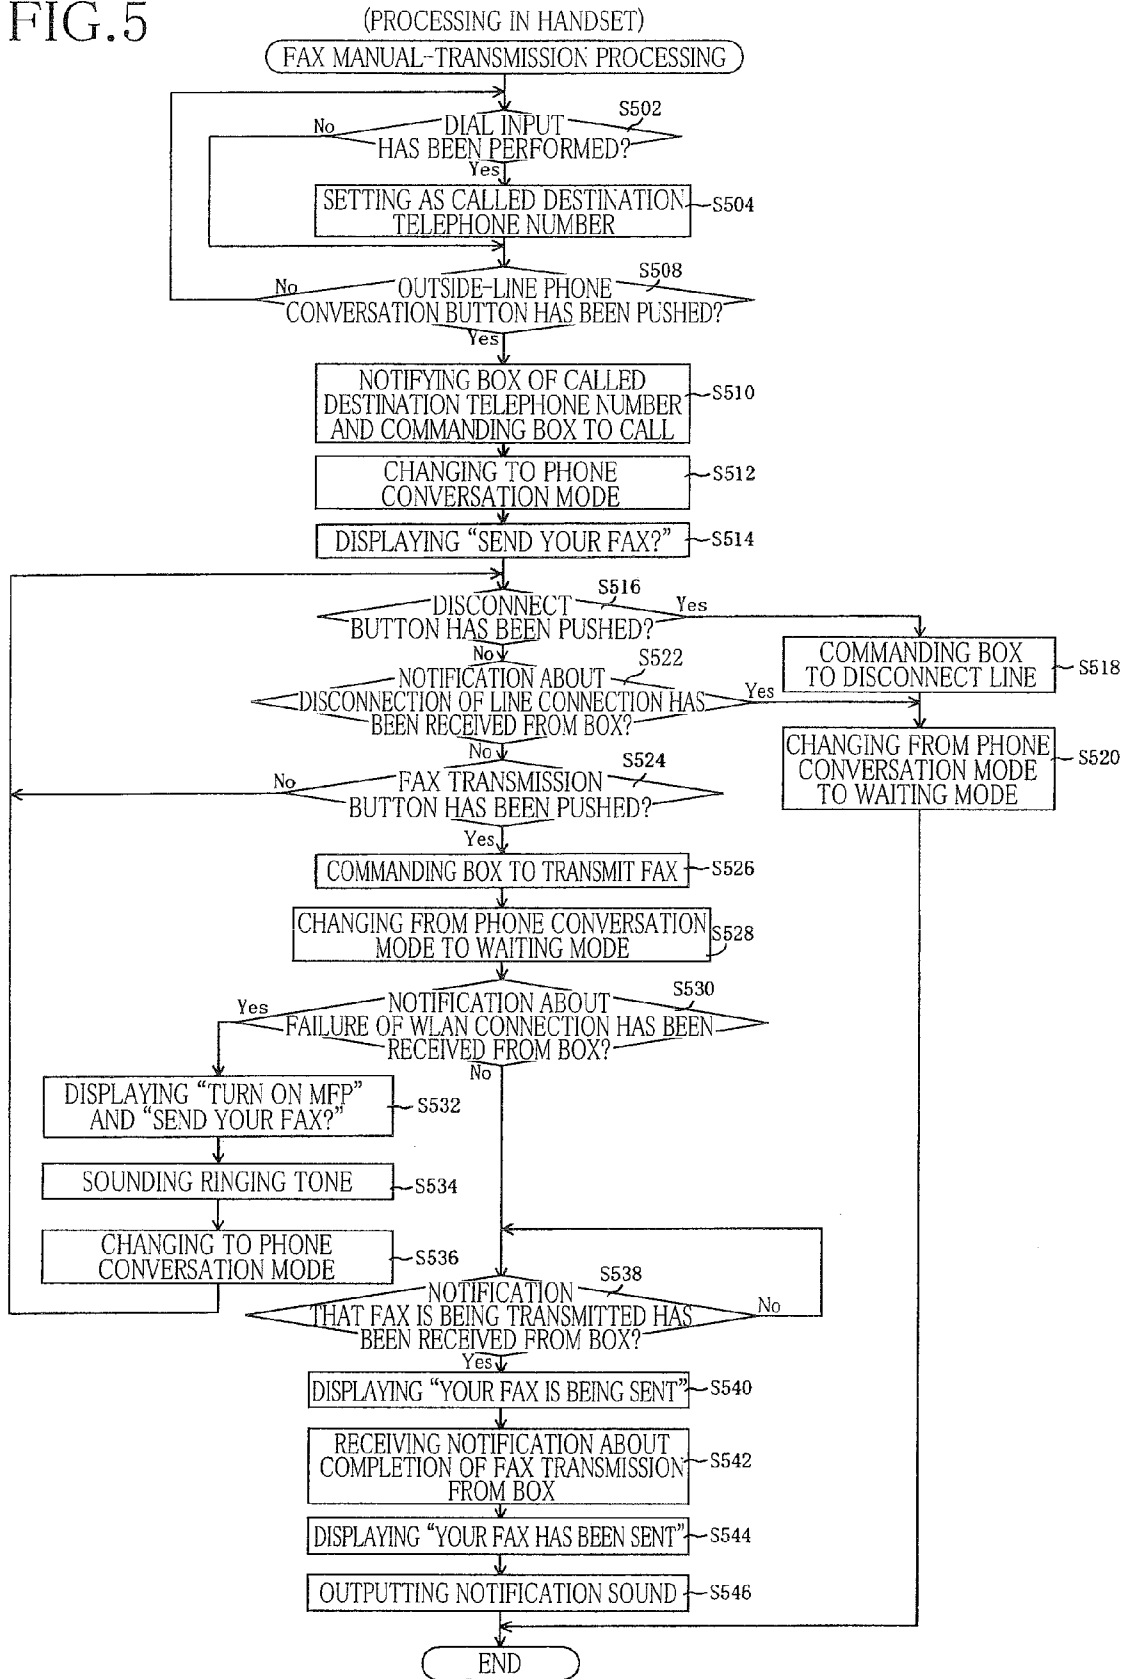 FIG.5
(PROCESSING IN HANDSET)
FAX MANUAL-TRANSMISSION PROCESSING
S502
No
DIAL INPUT
HAS BEEN PERFORMED?
Yes
SETTING AS CALLED DESTINATION
TELEPHONE NUMBER
S504
S508
No
OUTSIDE-LINE PHONE
CONVERSATION BUTTON HAS BEEN PUSHED?
Yes
NOTIFYING BOX OF CALLED
DESTINATION TELEPHONE NUMBER
AND COMMANDING BOX TO CALL
S510
CHANGING TO PHONE
CONVERSATION MODE
S512
DISPLAYING “SEND YOUR FAX?”
S514
S516
DISCONNECT
BUTTON HAS BEEN PUSHED?
Yes
No
COMMANDING BOX
TO DISCONNECT LINE
S518
S522
NOTIFICATION ABOUT
DISCONNECTION OF LINE CONNECTION HAS
BEEN RECEIVED FROM BOX?
Yes
No
CHANGING FROM PHONE
CONVERSATION MODE
TO WAITING MODE
S520
S524
No
FAX TRANSMISSION
BUTTON HAS BEEN PUSHED?
Yes
COMMANDING BOX TO TRANSMIT FAX
S526
CHANGING FROM PHONE CONVERSATION
MODE TO WAITING MODE
S528
S530
Yes
NOTIFICATION ABOUT
FAILURE OF WLAN CONNECTION HAS BEEN
RECEIVED FROM BOX?
No
DISPLAYING “TURN ON MFP”
AND “SEND YOUR FAX?”
S532
SOUNDING RINGING TONE
S534
CHANGING TO PHONE
CONVERSATION MODE
S536
S538
NOTIFICATION
THAT FAX IS BEING TRANSMITTED HAS
BEEN RECEIVED FROM BOX?
No
Yes
DISPLAYING “YOUR FAX IS BEING SENT”
S540
RECEIVING NOTIFICATION ABOUT
COMPLETION OF FAX TRANSMISSION
FROM BOX
S542
DISPLAYING “YOUR FAX HAS BEEN SENT”
S544
OUTPUTTING NOTIFICATION SOUND
S546
END